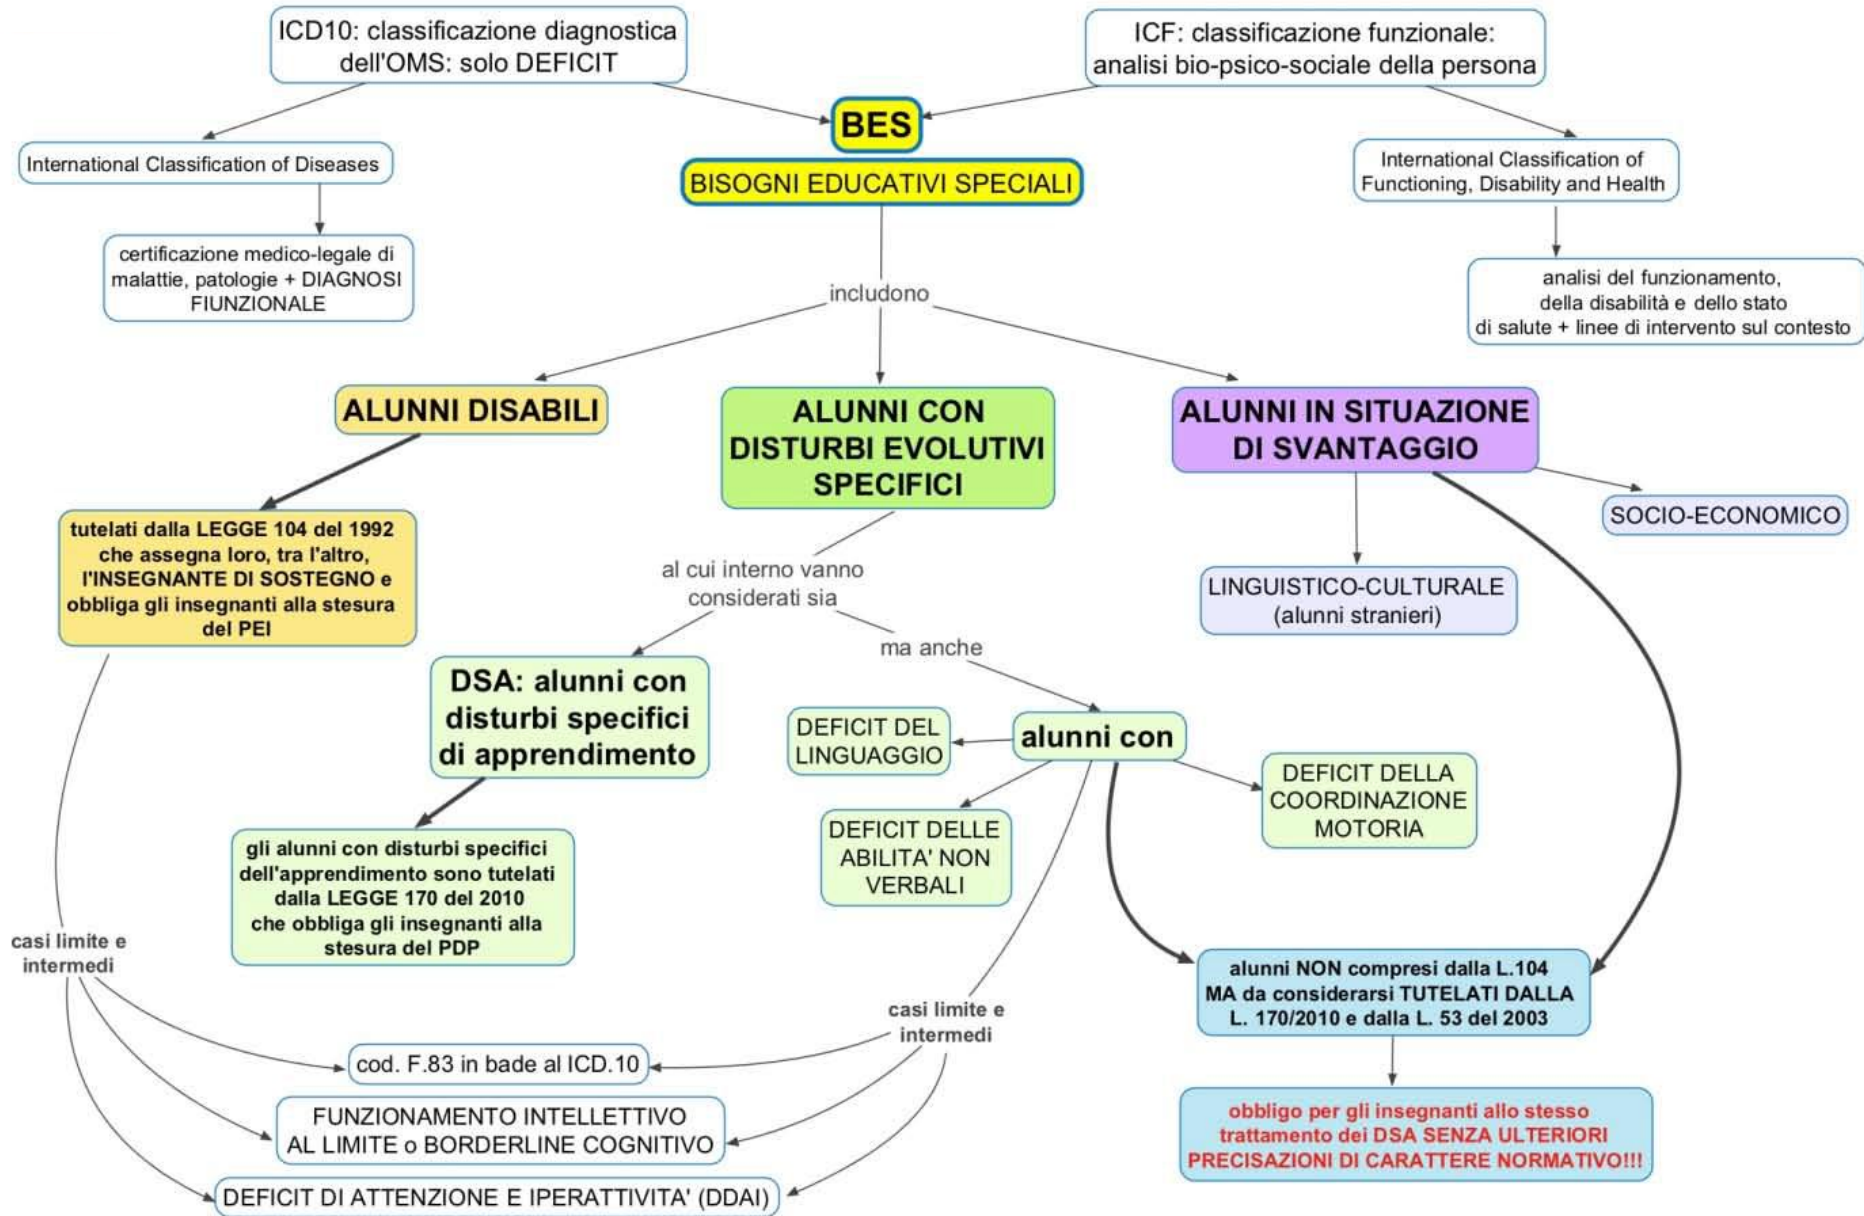 ICD10: classificazione diagnostica
dell'OMS: solo DEFICIT
ICF: classificazione funzionale:
analisi bio-psico-sociale della persona
BES
BISOGNI EDUCATIVI SPECIALI
International Classification of Diseases
International Classification of
Functioning, Disability and Health
certificazione medico-legale di
malattie, patologie + DIAGNOSI
FIUNZIONALE
analisi del funzionamento,
della disabilità e dello stato
di salute + linee di intervento sul contesto
includono
ALUNNI DISABILI
ALUNNI CON
DISTURBI EVOLUTIVI
SPECIFICI
ALUNNI IN SITUAZIONE
DI SVANTAGGIO
tutelati dalla LEGGE 104 del 1992
che assegna loro, tra l'altro,
l'INSEGNANTE DI SOSTEGNO e
obbliga gli insegnanti alla stesura
del PEI
al cui interno vanno
considerati sia
SOCIO-ECONOMICO
LINGUISTICO-CULTURALE
(alunni stranieri)
ma anche
DSA: alunni con
disturbi specifici
di apprendimento
DEFICIT DEL
LINGUAGGIO
alunni con
DEFICIT DELLA
COORDINAZIONE
MOTORIA
DEFICIT DELLE
ABILITA' NON
VERBALI
gli alunni con disturbi specifici
dell'apprendimento sono tutelati
dalla LEGGE 170 del 2010
che obbliga gli insegnanti alla
stesura del PDP
casi limite e
intermedi
casi limite e
intermedi
alunni NON compresi dalla L.104
MA da considerarsi TUTELATI DALLA
L. 170/2010 e dalla L. 53 del 2003
cod. F.83 in bade al ICD.10
FUNZIONAMENTO INTELLETTIVO
AL LIMITE o BORDERLINE COGNITIVO
DEFICIT DI ATTENZIONE E IPERATTIVITA' (DDAI)
obbligo per gli insegnanti allo stesso
trattamento dei DSA SENZA ULTERIORI
PRECISAZIONI DI CARATTERE NORMATIVO!!!